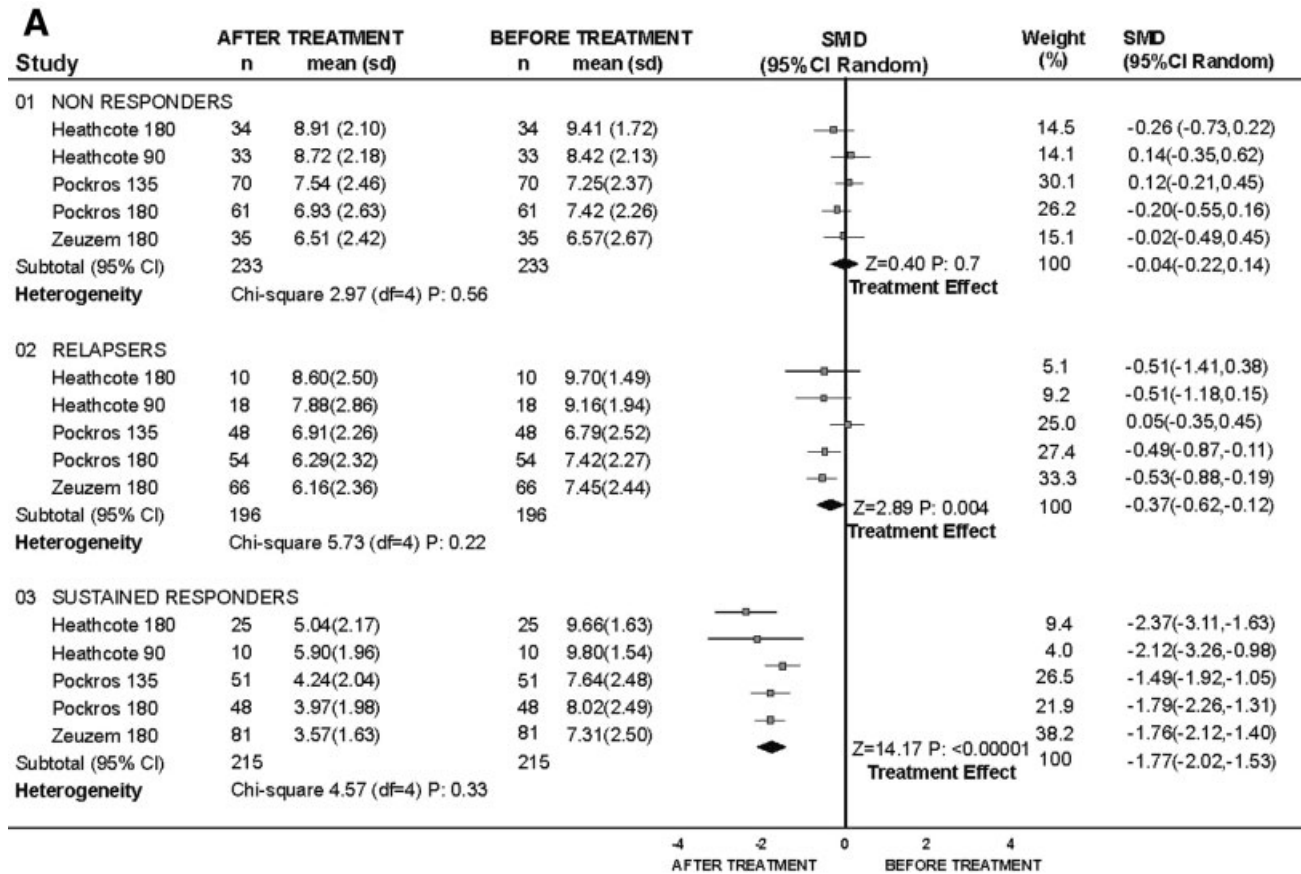 A
AFTER TREATMENT BEFORE TREATMENT SMD Weight SMD
Study n mean (sd) n mean (sd) (95%CI Random) (%) (95%CI Random)
01 NON RESPONDERS
Heathcote 180 34 8.91 (2.10) 34 9.41 (1.72) 14.5 -0.26 (-0.73,0.22)
Heathcote 90 33 8.72 (2.18) 33 8.42 (2.13) 14.1 0.14(-0.35,0.62)
Pockros 135 70 7.54 (2.46) 70 7.25(2.37) 30.1 0.12(-0.21,0.45)
Pockros 180 61 6.93 (2.63) 61 7.42 (2.26) 26.2 -0.20(-0.55,0.16)
Zeuzem 180 35 6.51 (2.42) 35 6.57(2.67) 15.1 -0.02(-0.49,0.45)
Subtotal (95% CI) 233 233 Z=0.40 P: 0.7 100 -0.04(-0.22,0.14)
Heterogeneity Chi-square 2.97 (df=4) P: 0.56 Treatment Effect
02 RELAPSERS
Heathcote 180 10 8.60(2.50) 10 9.70(1.49) 5.1 -0.51(-1.41,0.38)
Heathcote 90 18 7.88(2.86) 18 9.16(1.94) 9.2 -0.51(-1.18,0.15)
Pockros 135 48 6.91(2.26) 48 6.79(2.52) 25.0 0.05(-0.35,0.45)
Pockros 180 54 6.29(2.32) 54 7.42(2.27) 27.4 -0.49(-0.87,-0.11)
Zeuzem 180 66 6.16(2.36) 66 7.45(2.44) 33.3 -0.53(-0.88,-0.19)
Subtotal (95% CI) 196 196 Z=2.89 P: 0.004 100 -0.37(-0.62,-0.12)
Heterogeneity Chi-square 5.73 (df=4) P: 0.22 Treatment Effect
03 SUSTAINED RESPONDERS
Heathcote 180 25 5.04(2.17) 25 9.66(1.63) 9.4 -2.37(-3.11,-1.63)
Heathcote 90 10 5.90(1.96) 10 9.80(1.54) 4.0 -2.12(-3.26,-0.98)
Pockros 135 51 4.24(2.04) 51 7.64(2.48) 26.5 -1.49(-1.92,-1.05)
Pockros 180 48 3.97(1.98) 48 8.02(2.49) 21.9 -1.79(-2.26,-1.31)
Zeuzem 180 81 3.57(1.63) 81 7.31(2.50) 38.2 -1.76(-2.12,-1.40)
Subtotal (95% CI) 215 215 Z=14.17 P: <0.00001 100 -1.77(-2.02,-1.53)
Heterogeneity Chi-square 4.57 (df=4) P: 0.33 Treatment Effect
-4 -2 0 2 4
AFTER TREATMENT BEFORE TREATMENT